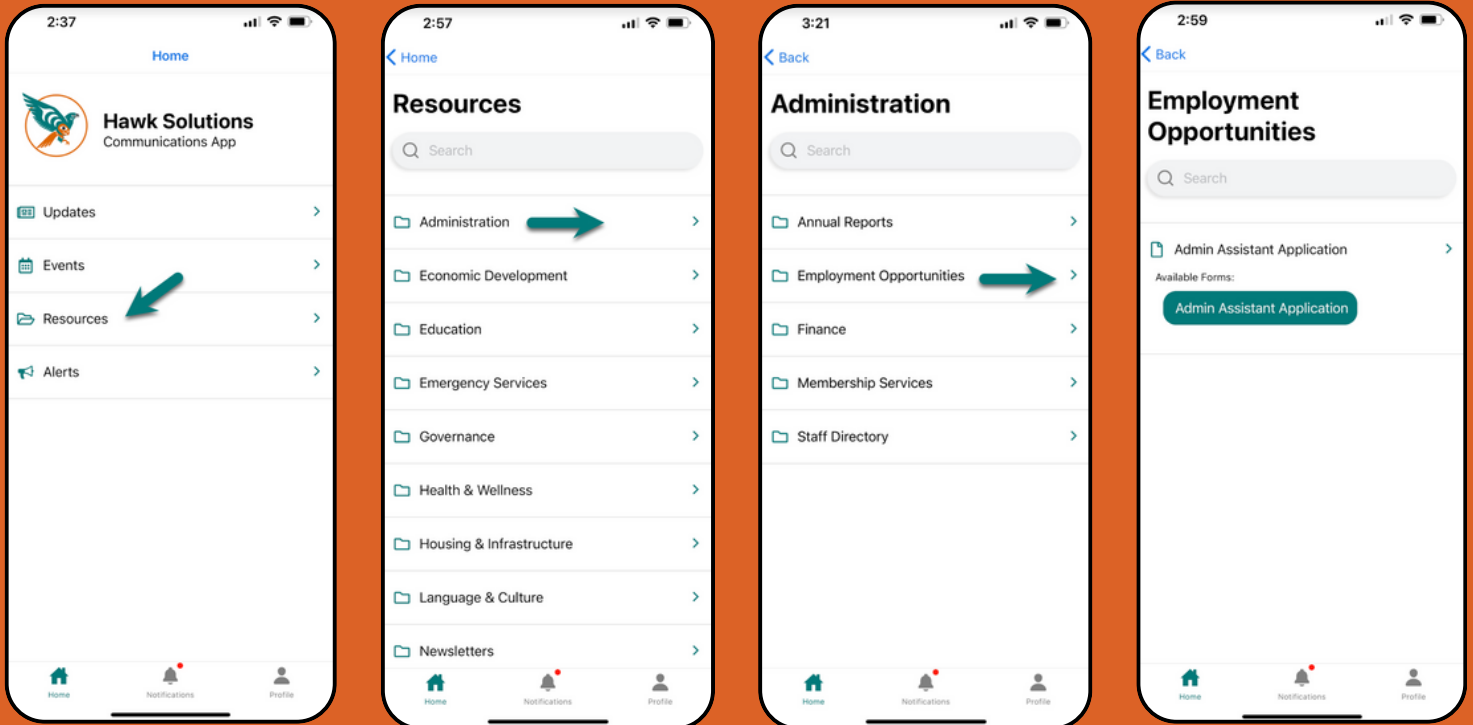 2:37
Home
Hawk Solutions
Communications App
Updates
Events
Resources
Alerts
Home
Notifications
Profile
2:57
Home
Resources
Search
Administration
Economic Development
Education
Emergency Services
Governance
Health & Wellness
Housing & Infrastructure
Language & Culture
Newsletters
Home
Notifications
Profile
3:21
Back
Administration
Search
Annual Reports
Employment Opportunities
Finance
Membership Services
Staff Directory
Home
Notifications
Profile
2:59
Back
Employment
Opportunities
Search
Admin Assistant Application
Available Forms:
Admin Assistant Application
Home
Notifications
Profile